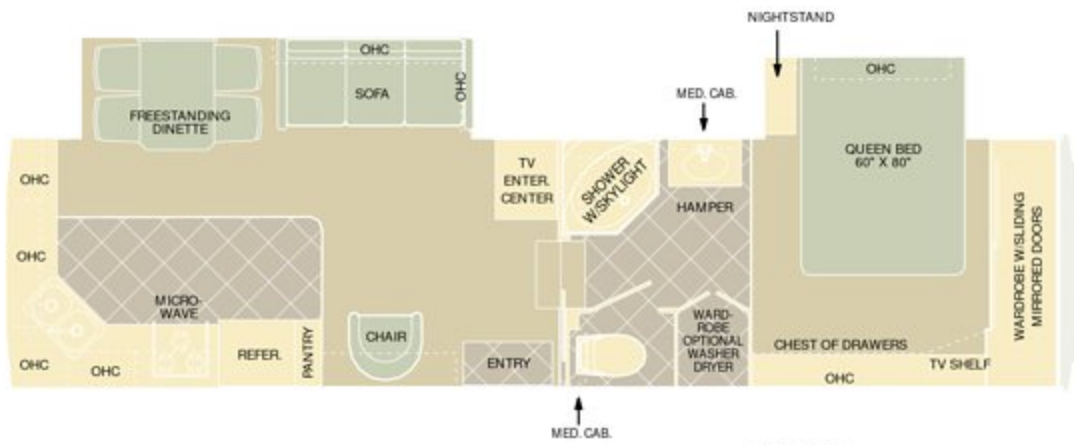 NIGHTSTAND
OHC
OHC
SOFA
OHC
FREESTANDING
DINETTE
MED. CAB.
QUEEN BED
60" X 80"
OHC
TV
ENTER.
CENTER
SHOWER
W/SKYLIGHT
HAMPER
WARDROBE W/SLIDING
MIRRORED DOORS
OHC
MICRO-
WAVE
WARD-
ROBE
OPTIONAL
WASHER
DRYER
CHAIR
CHEST OF DRAWERS
REFER.
PANTRY
ENTRY
TV SHELF
OHC
OHC
OHC
MED. CAB.